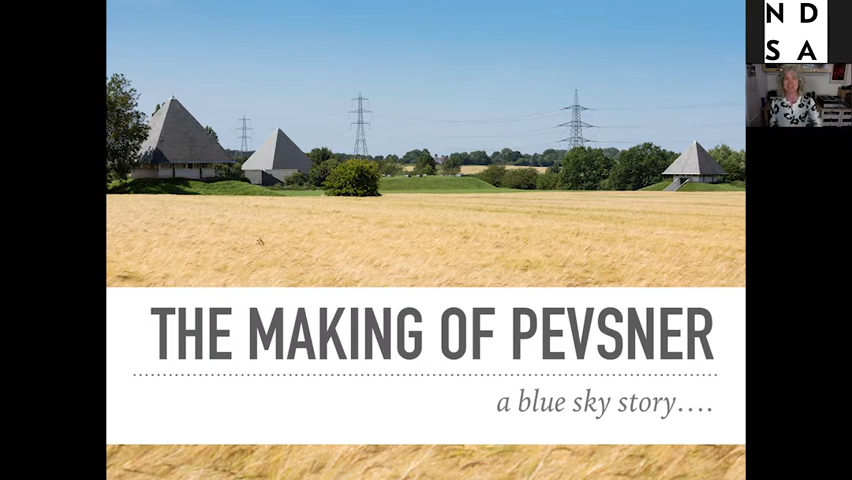 THE MAKING OF PEVSNER
a blue sky story....
N D
S A